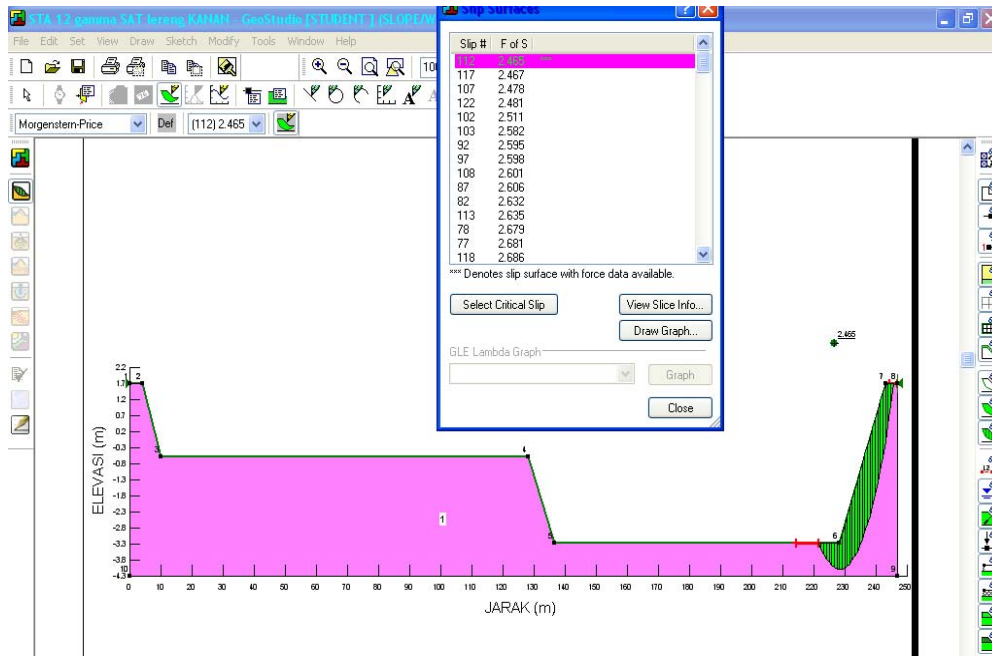 STA 12 gamma SAT lereng KANAN - GeoStudio [STUDENT ] (SLOPE/W
Slip Surfaces
File Edit Set View Draw Sketch Modify Tools Window Help
Morgenstern-Price Def (112) 2.465
Slip # F of S
112 2.465 ***
117 2.467
107 2.478
122 2.481
102 2.511
103 2.582
92 2.595
97 2.598
108 2.601
87 2.606
82 2.632
113 2.635
78 2.679
77 2.681
118 2.686
*** Denotes slip surface with force data available.
Select Critical Slip View Slice Info...
Draw Graph...
GLE Lambda Graph
Graph
Close
2.465
ELEVASI (m)
2.2
1.7
1.2
0.7
0.2
-0.3
-0.8
-1.3
-1.8
-2.3
-2.8
-3.3
-3.8
-4.3
1 2 3 4 5 6 7 8 9 10
1
0 10 20 30 40 50 60 70 80 90 100 110 120 130 140 150 160 170 180 190 200 210 220 230 240 250
JARAK (m)